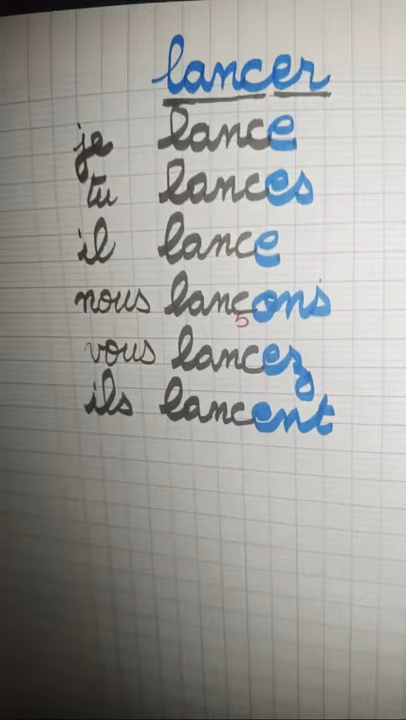 lancer
je lance
tu lances
il lance
nous lançons
vous lancez
ils lancent